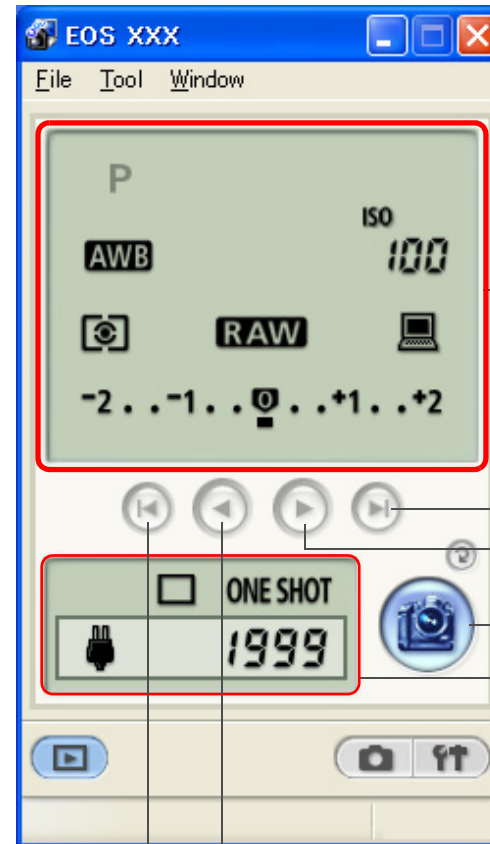 EOS XXX
File Tool Window
P
ISO
AWB 100
RAW
-2..-1..0..+1..+2
ONE SHOT
1999